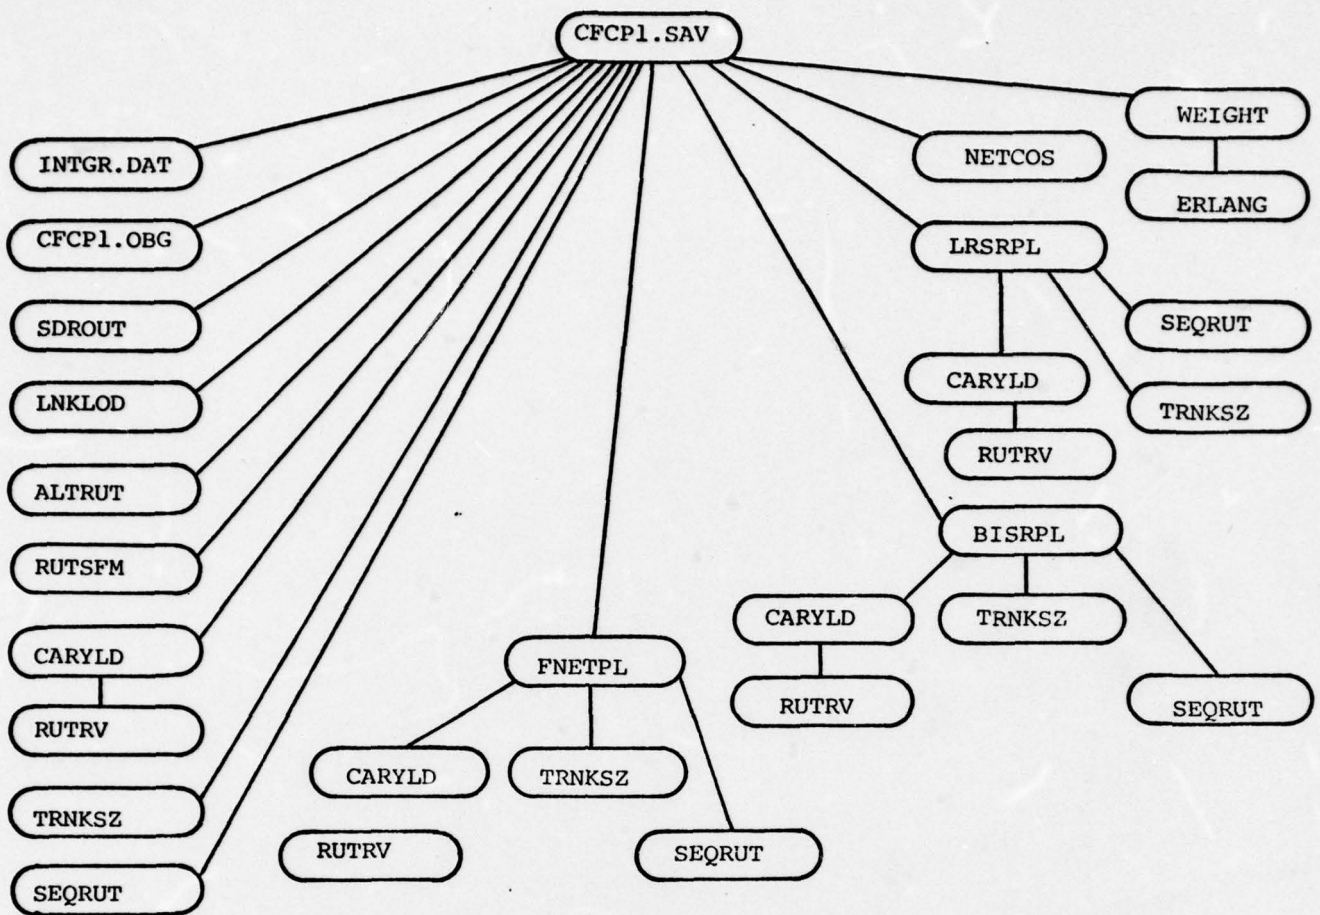 CFCP1.SAV
WEIGHT
INTGR.DAT
NETCOS
ERLANG
CFCP1.OBG
LRSRPL
SDROUT
SEQRUT
CARYLD
LNKLOD
TRNKSZ
RUTRV
ALTRUT
BISRPL
RUTSFM
CARYLD
TRNKSZ
CARYLD
FNETPL
RUTRV
SEQRUT
RUTRV
CARYLD
TRNKSZ
TRNKSZ
RUTRV
SEQRUT
SEQRUT